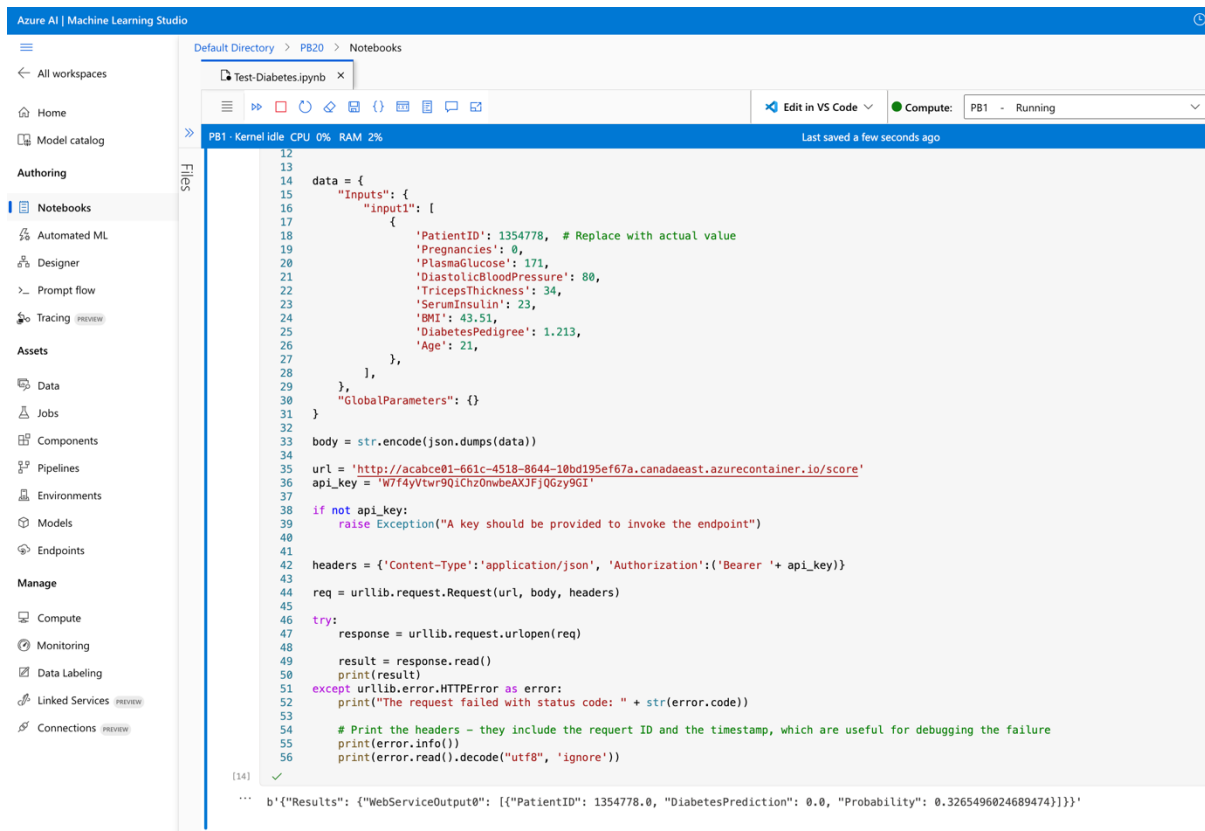 Azure AI | Machine Learning Studio
Default Directory > PB20 > Notebooks
All workspaces
Home
Model catalog
Authoring
Notebooks
Automated ML
Designer
Prompt flow
Tracing PREVIEW
Assets
Data
Jobs
Components
Pipelines
Environments
Models
Endpoints
Manage
Compute
Monitoring
Data Labeling
Linked Services PREVIEW
Connections PREVIEW
Files
Test-Diabetes.ipynb ×
Edit in VS Code
Compute: PB1 - Running
PB1 · Kernel idle CPU 0% RAM 2% Last saved a few seconds ago
12
13
14 data = {
15 "Inputs": {
16 "input1": [
17 {
18 'PatientID': 1354778, # Replace with actual value
19 'Pregnancies': 0,
20 'PlasmaGlucose': 171,
21 'DiastolicBloodPressure': 80,
22 'TricepsThickness': 34,
23 'SerumInsulin': 23,
24 'BMI': 43.51,
25 'DiabetesPedigree': 1.213,
26 'Age': 21,
27 },
28 ],
29 },
30 "GlobalParameters": {}
31 }
32
33 body = str.encode(json.dumps(data))
34
35 url = 'http://acabce01-661c-4518-8644-10bd195ef67a.canadaeast.azurecontainer.io/score'
36 api_key = 'W7f4yVtwr9QiChzOnwbeAXJFjQGzy9GI'
37
38 if not api_key:
39 raise Exception("A key should be provided to invoke the endpoint")
40
41
42 headers = {'Content-Type':'application/json', 'Authorization':('Bearer '+ api_key)}
43
44 req = urllib.request.Request(url, body, headers)
45
46 try:
47 response = urllib.request.urlopen(req)
48
49 result = response.read()
50 print(result)
51 except urllib.error.HTTPError as error:
52 print("The request failed with status code: " + str(error.code))
53
54 # Print the headers – they include the requert ID and the timestamp, which are useful for debugging the failure
55 print(error.info())
56 print(error.read().decode("utf8", 'ignore'))
[14]
... b'{"Results": {"WebServiceOutput0": [{"PatientID": 1354778.0, "DiabetesPrediction": 0.0, "Probability": 0.3265496024689474}]}}'